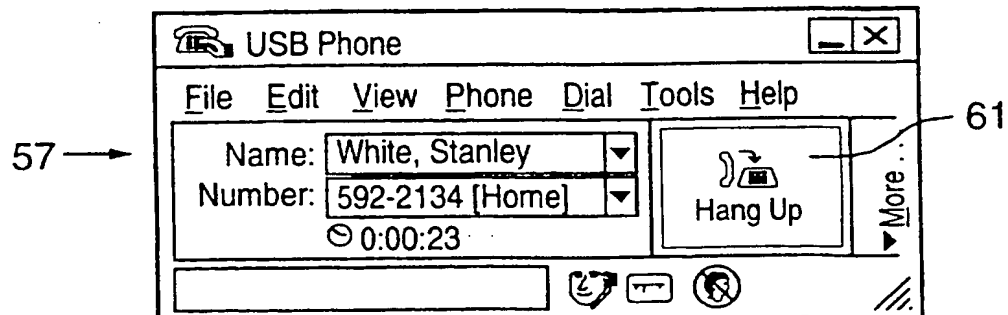 USB Phone
File Edit View Phone Dial Tools Help
57
61
Name: White, Stanley
Number: 592-2134 [Home]
0:00:23
Hang Up
More...